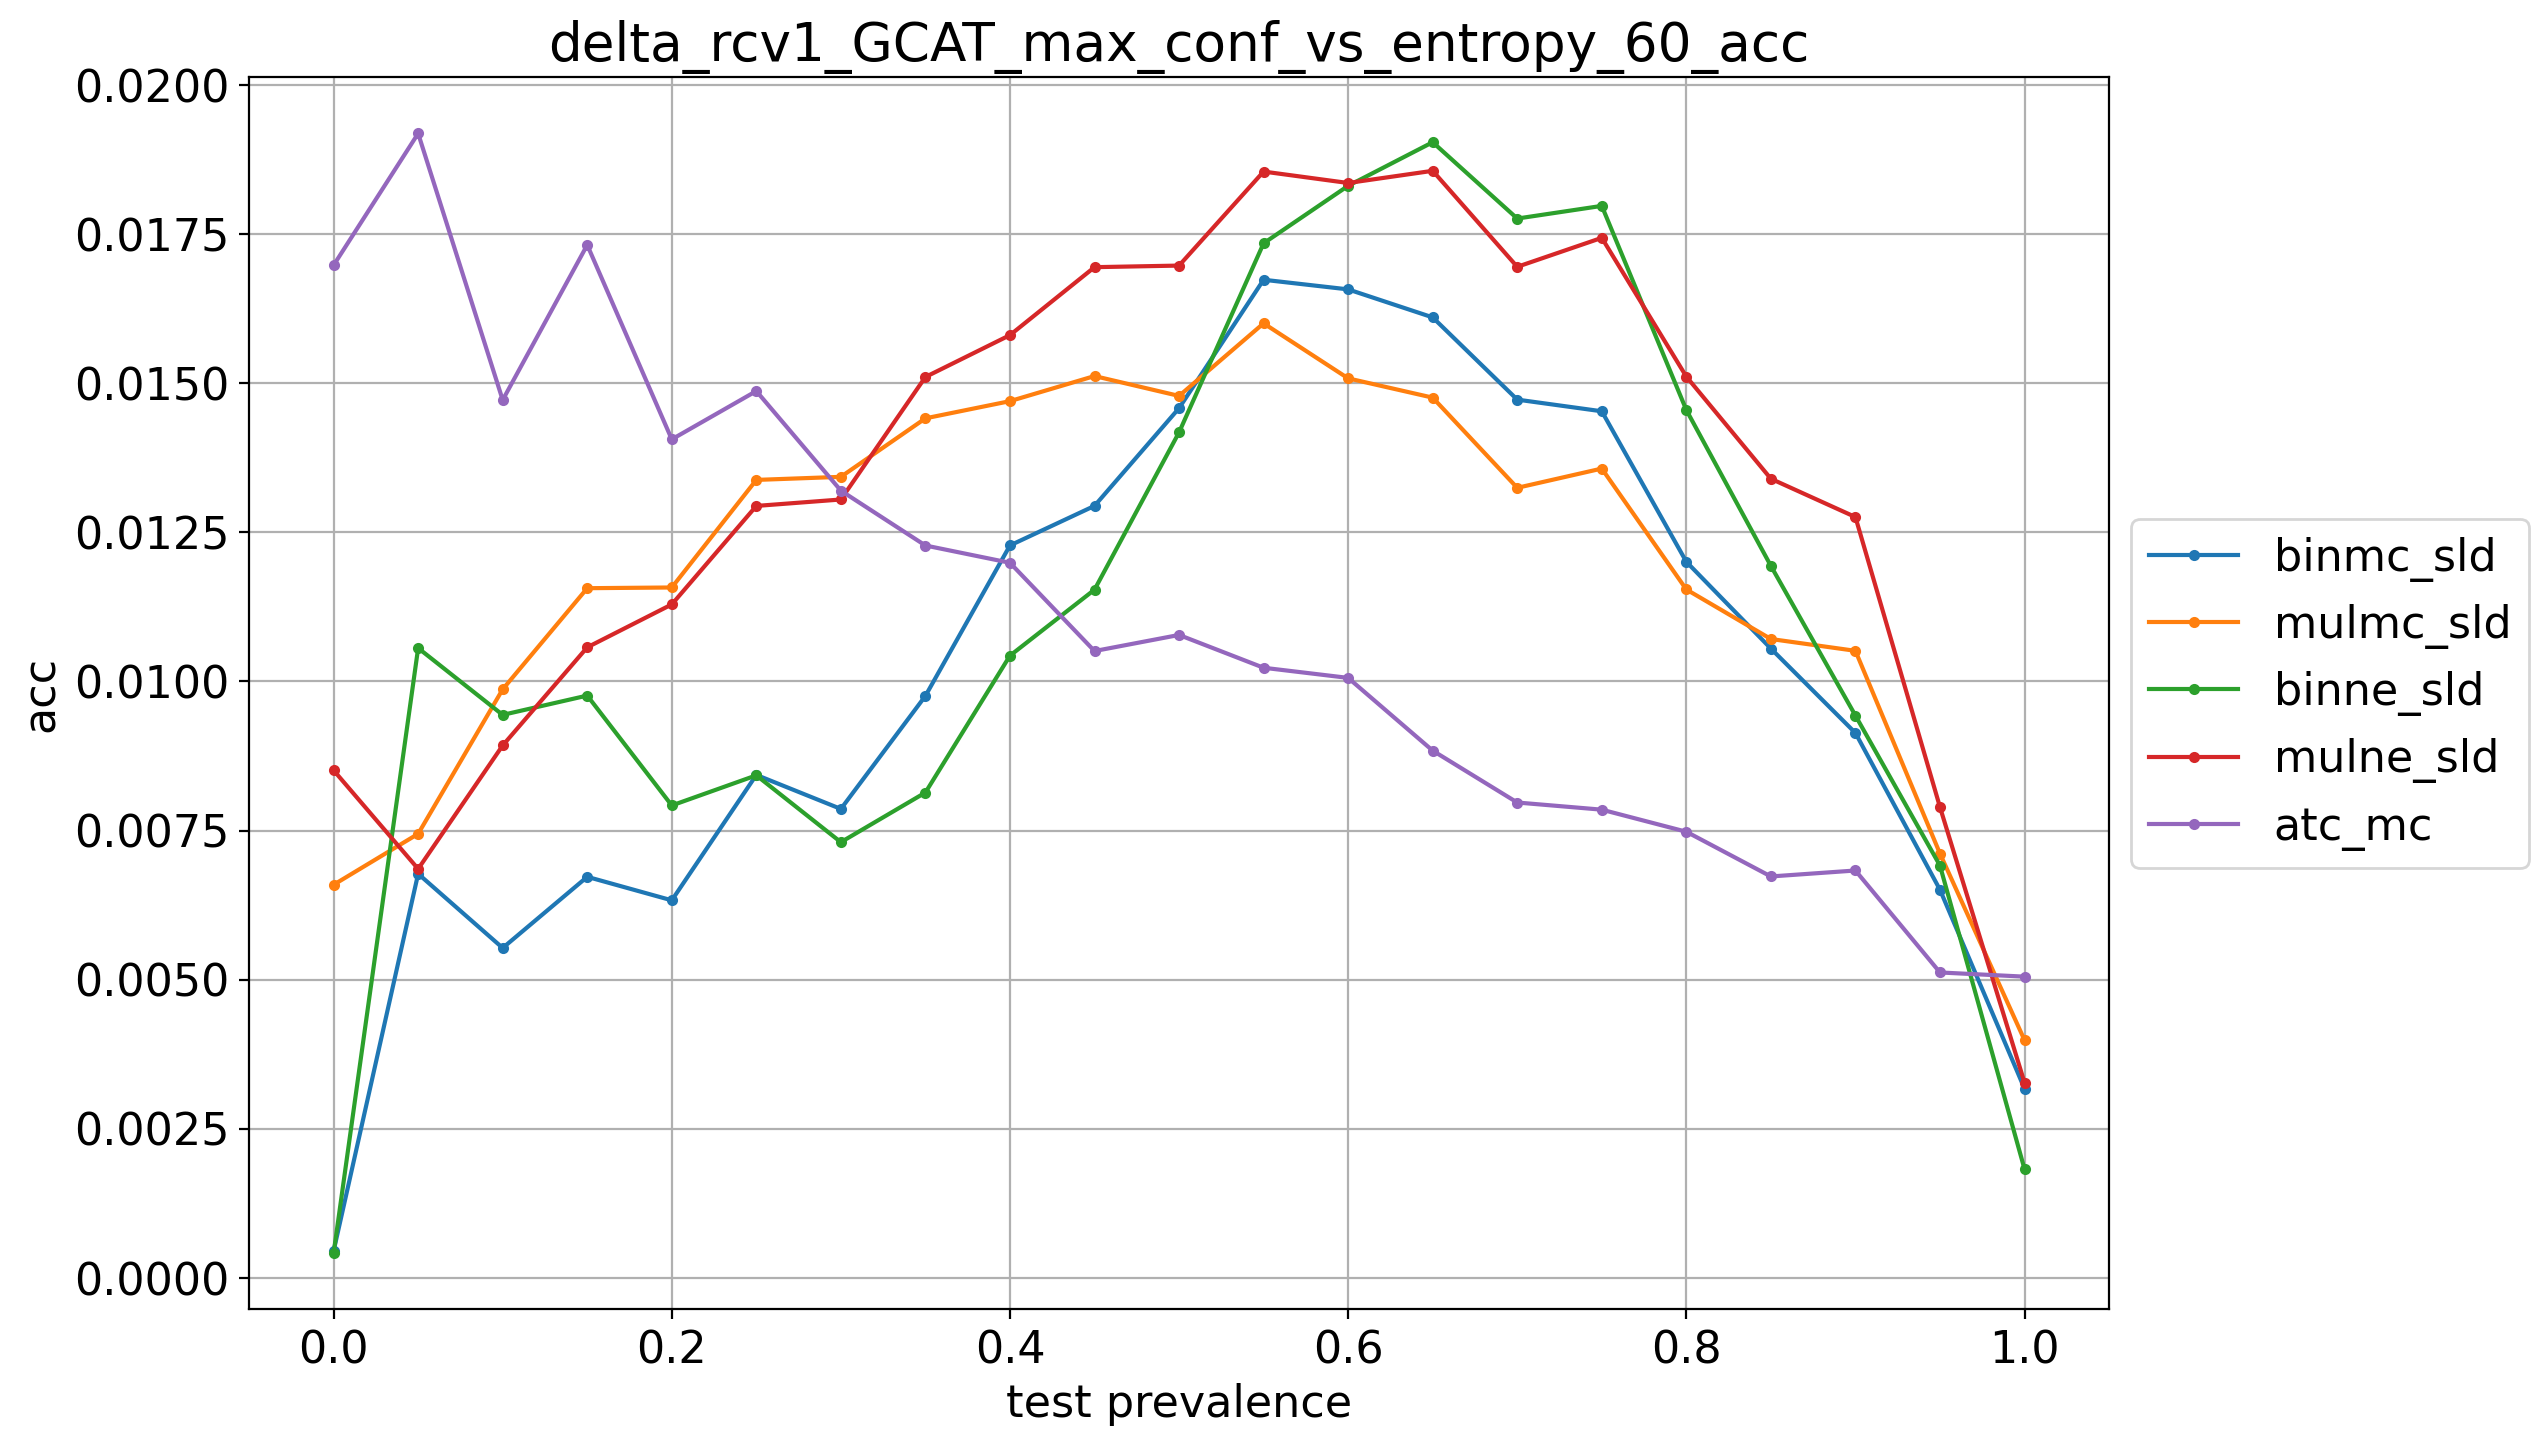 delta_rcv1_GCAT_max_conf_vs_entropy_60_acc
0.0200
0.0175
0.0150
0.0125
0.0100
0.0075
0.0050
0.0025
0.0000
acc
0.0 0.2 0.4 0.6 0.8 1.0
test prevalence
binmc_sld
mulmc_sld
binne_sld
mulne_sld
atc_mc